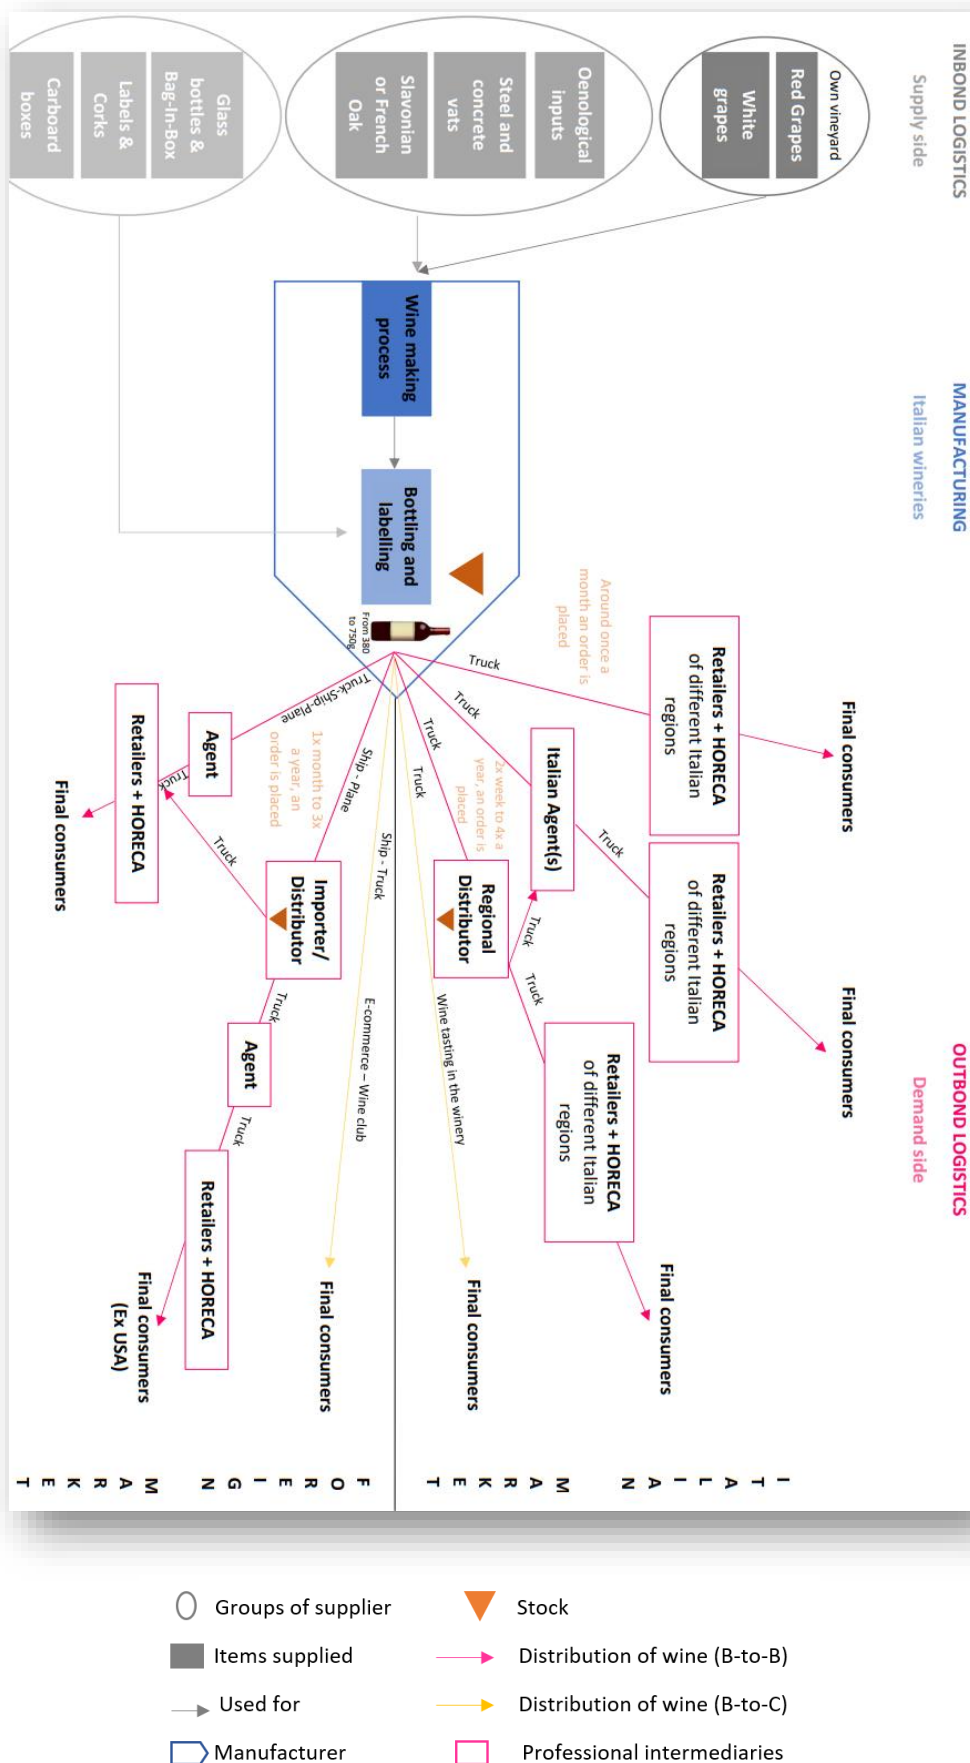 INBOND LOGISTICS
Supply side
MANUFACTURING
Italian wineries
OUTBOND LOGISTICS
Demand side
Own vineyard
Red Grapes
White
grapes
Oenological
inputs
Steel and
concrete
vats
Slavonian
or French
Oak
Glass
bottles &
Bag-In-Box
Labels &
Corks
Carboard
boxes
Wine making
process
Bottling and
labelling
From 380
to 750g
Around once a
month an order is
placed
Truck
Retailers + HORECA
of different Italian
regions
Final consumers
Truck
Italian Agent(s)
Truck
Retailers + HORECA
of different Italian
regions
Final consumers
Truck
2x week to 4x a
year, an order is
placed
Regional
Distributor
Truck
Truck
Retailers + HORECA
of different Italian
regions
Final consumers
Truck
Wine tasting in the winery
Final consumers
Ship - Truck
E-commerce – Wine club
Final consumers
Ship - Plane
1x month to 3x
a year, an
order is placed
Importer/
Distributor
Truck
Agent
Truck
Retailers + HORECA
Final consumers
(Ex USA)
Truck
Truck-Ship-Plane
Agent
Truck
Retailers + HORECA
Final consumers
ITALIAN MARKET
FOREIGN MARKET
Groups of supplier
Stock
Items supplied
Distribution of wine (B-to-B)
Used for
Distribution of wine (B-to-C)
Manufacturer
Professional intermediaries